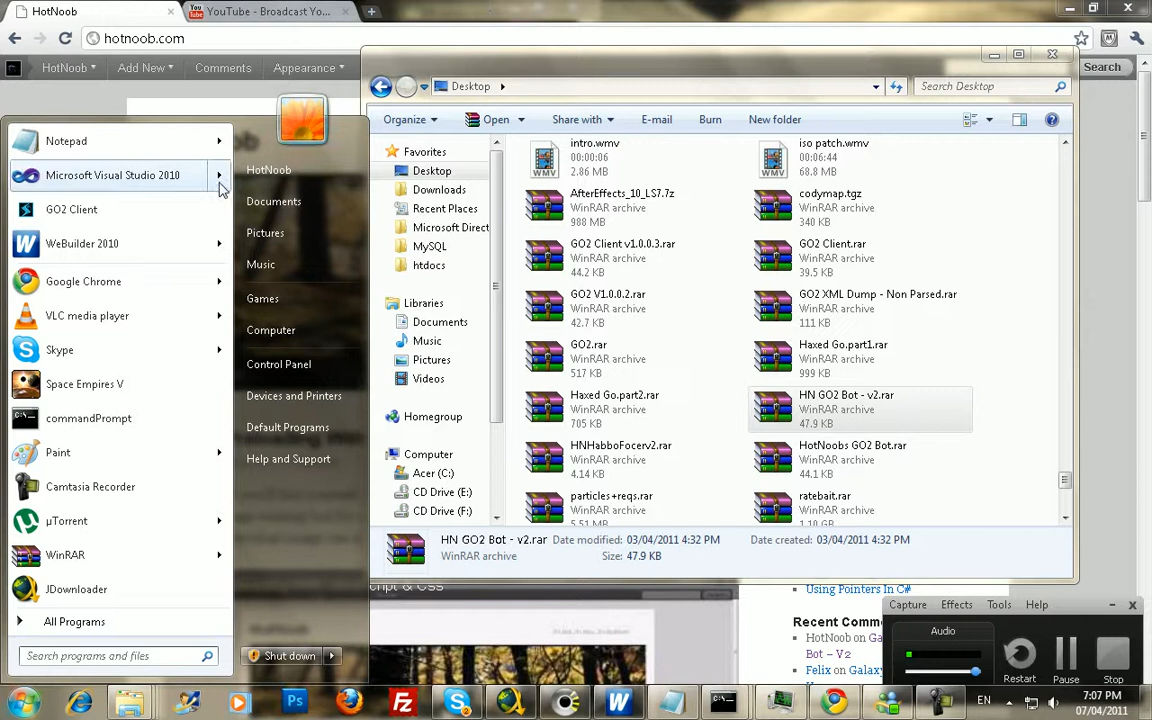 HotNoob
YouTube - Broadcast Yo...
hotnoob.com
HotNoob
Add New
Comments
Appearance
Search
Desktop
Search Desktop
Organize
Open
Share with
E-mail
Burn
New folder
Notepad
Microsoft Visual Studio 2010
GO2 Client
WeBuilder 2010
Google Chrome
VLC media player
Skype
Space Empires V
commandPrompt
Paint
Camtasia Recorder
µTorrent
WinRAR
JDownloader
All Programs
Search programs and files
HotNoob
Documents
Pictures
Music
Games
Computer
Control Panel
Devices and Printers
Default Programs
Help and Support
Shut down
Favorites
Desktop
Downloads
Recent Places
Microsoft Direct
MySQL
htdocs
Libraries
Documents
Music
Pictures
Videos
Homegroup
Computer
Acer (C:)
CD Drive (E:)
CD Drive (F:)
intro.wmv
00:00:06
2.86 MB
iso patch.wmv
00:06:44
68.8 MB
AfterEffects_10_LS7.7z
WinRAR archive
988 MB
codymap.tgz
WinRAR archive
340 KB
GO2 Client v1.0.0.3.rar
WinRAR archive
44.2 KB
GO2 Client.rar
WinRAR archive
39.5 KB
GO2 V1.0.0.2.rar
WinRAR archive
42.7 KB
GO2 XML Dump - Non Parsed.rar
WinRAR archive
111 KB
GO2.rar
WinRAR archive
517 KB
Haxed Go.part1.rar
WinRAR archive
999 KB
Haxed Go.part2.rar
WinRAR archive
705 KB
HN GO2 Bot - v2.rar
WinRAR archive
47.9 KB
HNHabboFocerv2.rar
WinRAR archive
4.14 KB
HotNoobs GO2 Bot.rar
WinRAR archive
44.1 KB
particles+reqs.rar
WinRAR archive
5.51 MB
ratebait.rar
WinRAR archive
1.10 GB
HN GO2 Bot - v2.rar
Date modified: 03/04/2011 4:32 PM
Date created: 03/04/2011 4:32 PM
WinRAR archive
Size: 47.9 KB
cript & Css
Using Pointers In C#
Recent Comme
HotNoob on Ga
Bot – V2
Felix on Galaxy
Capture
Effects
Tools
Help
Audio
Restart
Pause
Stop
EN
7:07 PM
07/04/2011